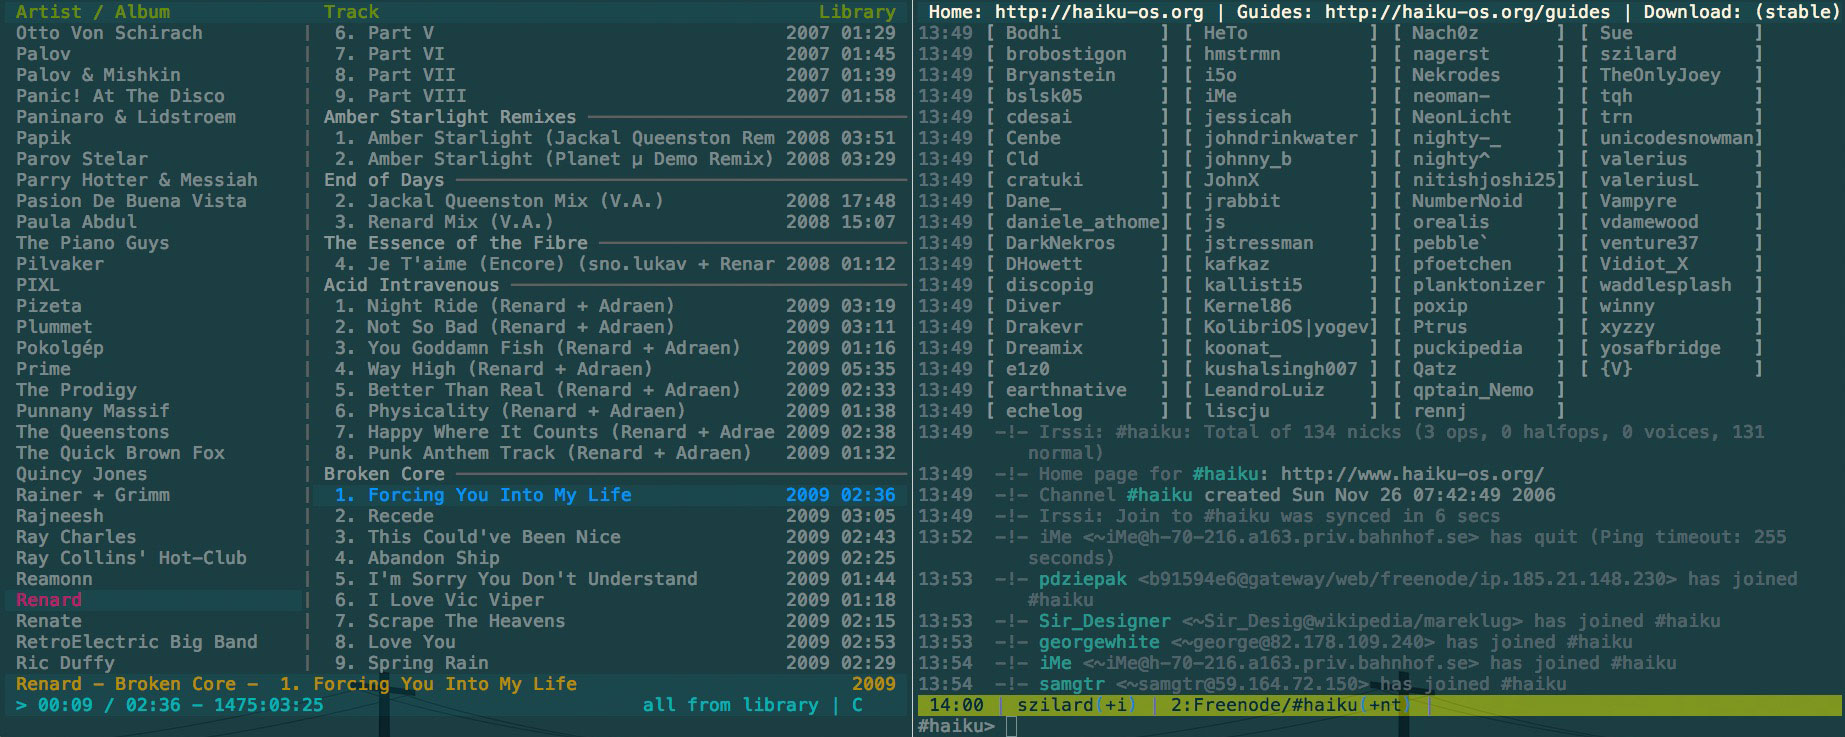 Artist / Album Track Library
Otto Von Schirach | 6. Part V 2007 01:29
Palov | 7. Part VI 2007 01:45
Palov & Mishkin | 8. Part VII 2007 01:39
Panic! At The Disco | 9. Part VIII 2007 01:58
Paninaro & Lidstroem | Amber Starlight Remixes
Papik | 1. Amber Starlight (Jackal Queenston Rem 2008 03:51
Parov Stelar | 2. Amber Starlight (Planet µ Demo Remix) 2008 03:29
Parry Hotter & Messiah | End of Days
Pasion De Buena Vista | 2. Jackal Queenston Mix (V.A.) 2008 17:48
Paula Abdul | 3. Renard Mix (V.A.) 2008 15:07
The Piano Guys | The Essence of the Fibre
Pilvaker | 4. Je T'aime (Encore) (sno.lukav + Renar 2008 01:12
PIXL | Acid Intravenous
Pizeta | 1. Night Ride (Renard + Adraen) 2009 03:19
Plummet | 2. Not So Bad (Renard + Adraen) 2009 03:11
Pokolgép | 3. You Goddamn Fish (Renard + Adraen) 2009 01:16
Prime | 4. Way High (Renard + Adraen) 2009 05:35
The Prodigy | 5. Better Than Real (Renard + Adraen) 2009 02:33
Punnany Massif | 6. Physicality (Renard + Adraen) 2009 01:38
The Queenstons | 7. Happy Where It Counts (Renard + Adrae 2009 02:38
The Quick Brown Fox | 8. Punk Anthem Track (Renard + Adraen) 2009 01:32
Quincy Jones | Broken Core
Rainer + Grimm | 1. Forcing You Into My Life 2009 02:36
Rajneesh | 2. Recede 2009 03:05
Ray Charles | 3. This Could've Been Nice 2009 02:43
Ray Collins' Hot-Club | 4. Abandon Ship 2009 02:25
Reamonn | 5. I'm Sorry You Don't Understand 2009 01:44
Renard | 6. I Love Vic Viper 2009 01:18
Renate | 7. Scrape The Heavens 2009 02:15
RetroElectric Big Band | 8. Love You 2009 02:53
Ric Duffy | 9. Spring Rain 2009 02:29
Renard - Broken Core - 1. Forcing You Into My Life 2009
> 00:09 / 02:36 - 1475:03:25 all from library | C
Home: http://haiku-os.org | Guides: http://haiku-os.org/guides | Download: (stable)
13:49 [ Bodhi ] [ HeTo ] [ Nach0z ] [ Sue ]
13:49 [ brobostigon ] [ hmstrmn ] [ nagerst ] [ szilard ]
13:49 [ Bryanstein ] [ i5o ] [ Nekrodes ] [ TheOnlyJoey ]
13:49 [ bslsk05 ] [ iMe ] [ neoman- ] [ tqh ]
13:49 [ cdesai ] [ jessicah ] [ NeonLicht ] [ trn ]
13:49 [ Cenbe ] [ johndrinkwater ] [ nighty-_ ] [ unicodesnowman]
13:49 [ Cld ] [ johnny_b ] [ nighty^ ] [ valerius ]
13:49 [ cratuki ] [ JohnX ] [ nitishjoshi25] [ valeriusL ]
13:49 [ Dane_ ] [ jrabbit ] [ NumberNoid ] [ Vampyre ]
13:49 [ daniele_athome] [ js ] [ orealis ] [ vdamewood ]
13:49 [ DarkNekros ] [ jstressman ] [ pebble` ] [ venture37 ]
13:49 [ DHowett ] [ kafkaz ] [ pfoetchen ] [ Vidiot_X ]
13:49 [ discopig ] [ kallisti5 ] [ planktonizer ] [ waddlesplash ]
13:49 [ Diver ] [ Kernel86 ] [ poxip ] [ winny ]
13:49 [ Drakevr ] [ KolibriOS|yogev] [ Ptrus ] [ xyzzy ]
13:49 [ Dreamix ] [ koonat_ ] [ puckipedia ] [ yosafbridge ]
13:49 [ e1z0 ] [ kushalsingh007 ] [ Qatz ] [ {V} ]
13:49 [ earthnative ] [ LeandroLuiz ] [ qptain_Nemo ]
13:49 [ echelog ] [ liscju ] [ rennj ]
13:49 -!- Irssi: #haiku: Total of 134 nicks (3 ops, 0 halfops, 0 voices, 131
normal)
13:49 -!- Home page for #haiku: http://www.haiku-os.org/
13:49 -!- Channel #haiku created Sun Nov 26 07:42:49 2006
13:49 -!- Irssi: Join to #haiku was synced in 6 secs
13:52 -!- iMe <~iMe@h-70-216.a163.priv.bahnhof.se> has quit (Ping timeout: 255
seconds)
13:53 -!- pdziepak <b91594e6@gateway/web/freenode/ip.185.21.148.230> has joined
#haiku
13:53 -!- Sir_Designer <~Sir_Desig@wikipedia/mareklug> has joined #haiku
13:53 -!- georgewhite <~george@82.178.109.240> has joined #haiku
13:54 -!- iMe <~iMe@h-70-216.a163.priv.bahnhof.se> has joined #haiku
13:54 -!- samgtr <~samgtr@59.164.72.150> has joined #haiku
14:00 | szilard(+i) | 2:Freenode/#haiku(+nt) |
#haiku>